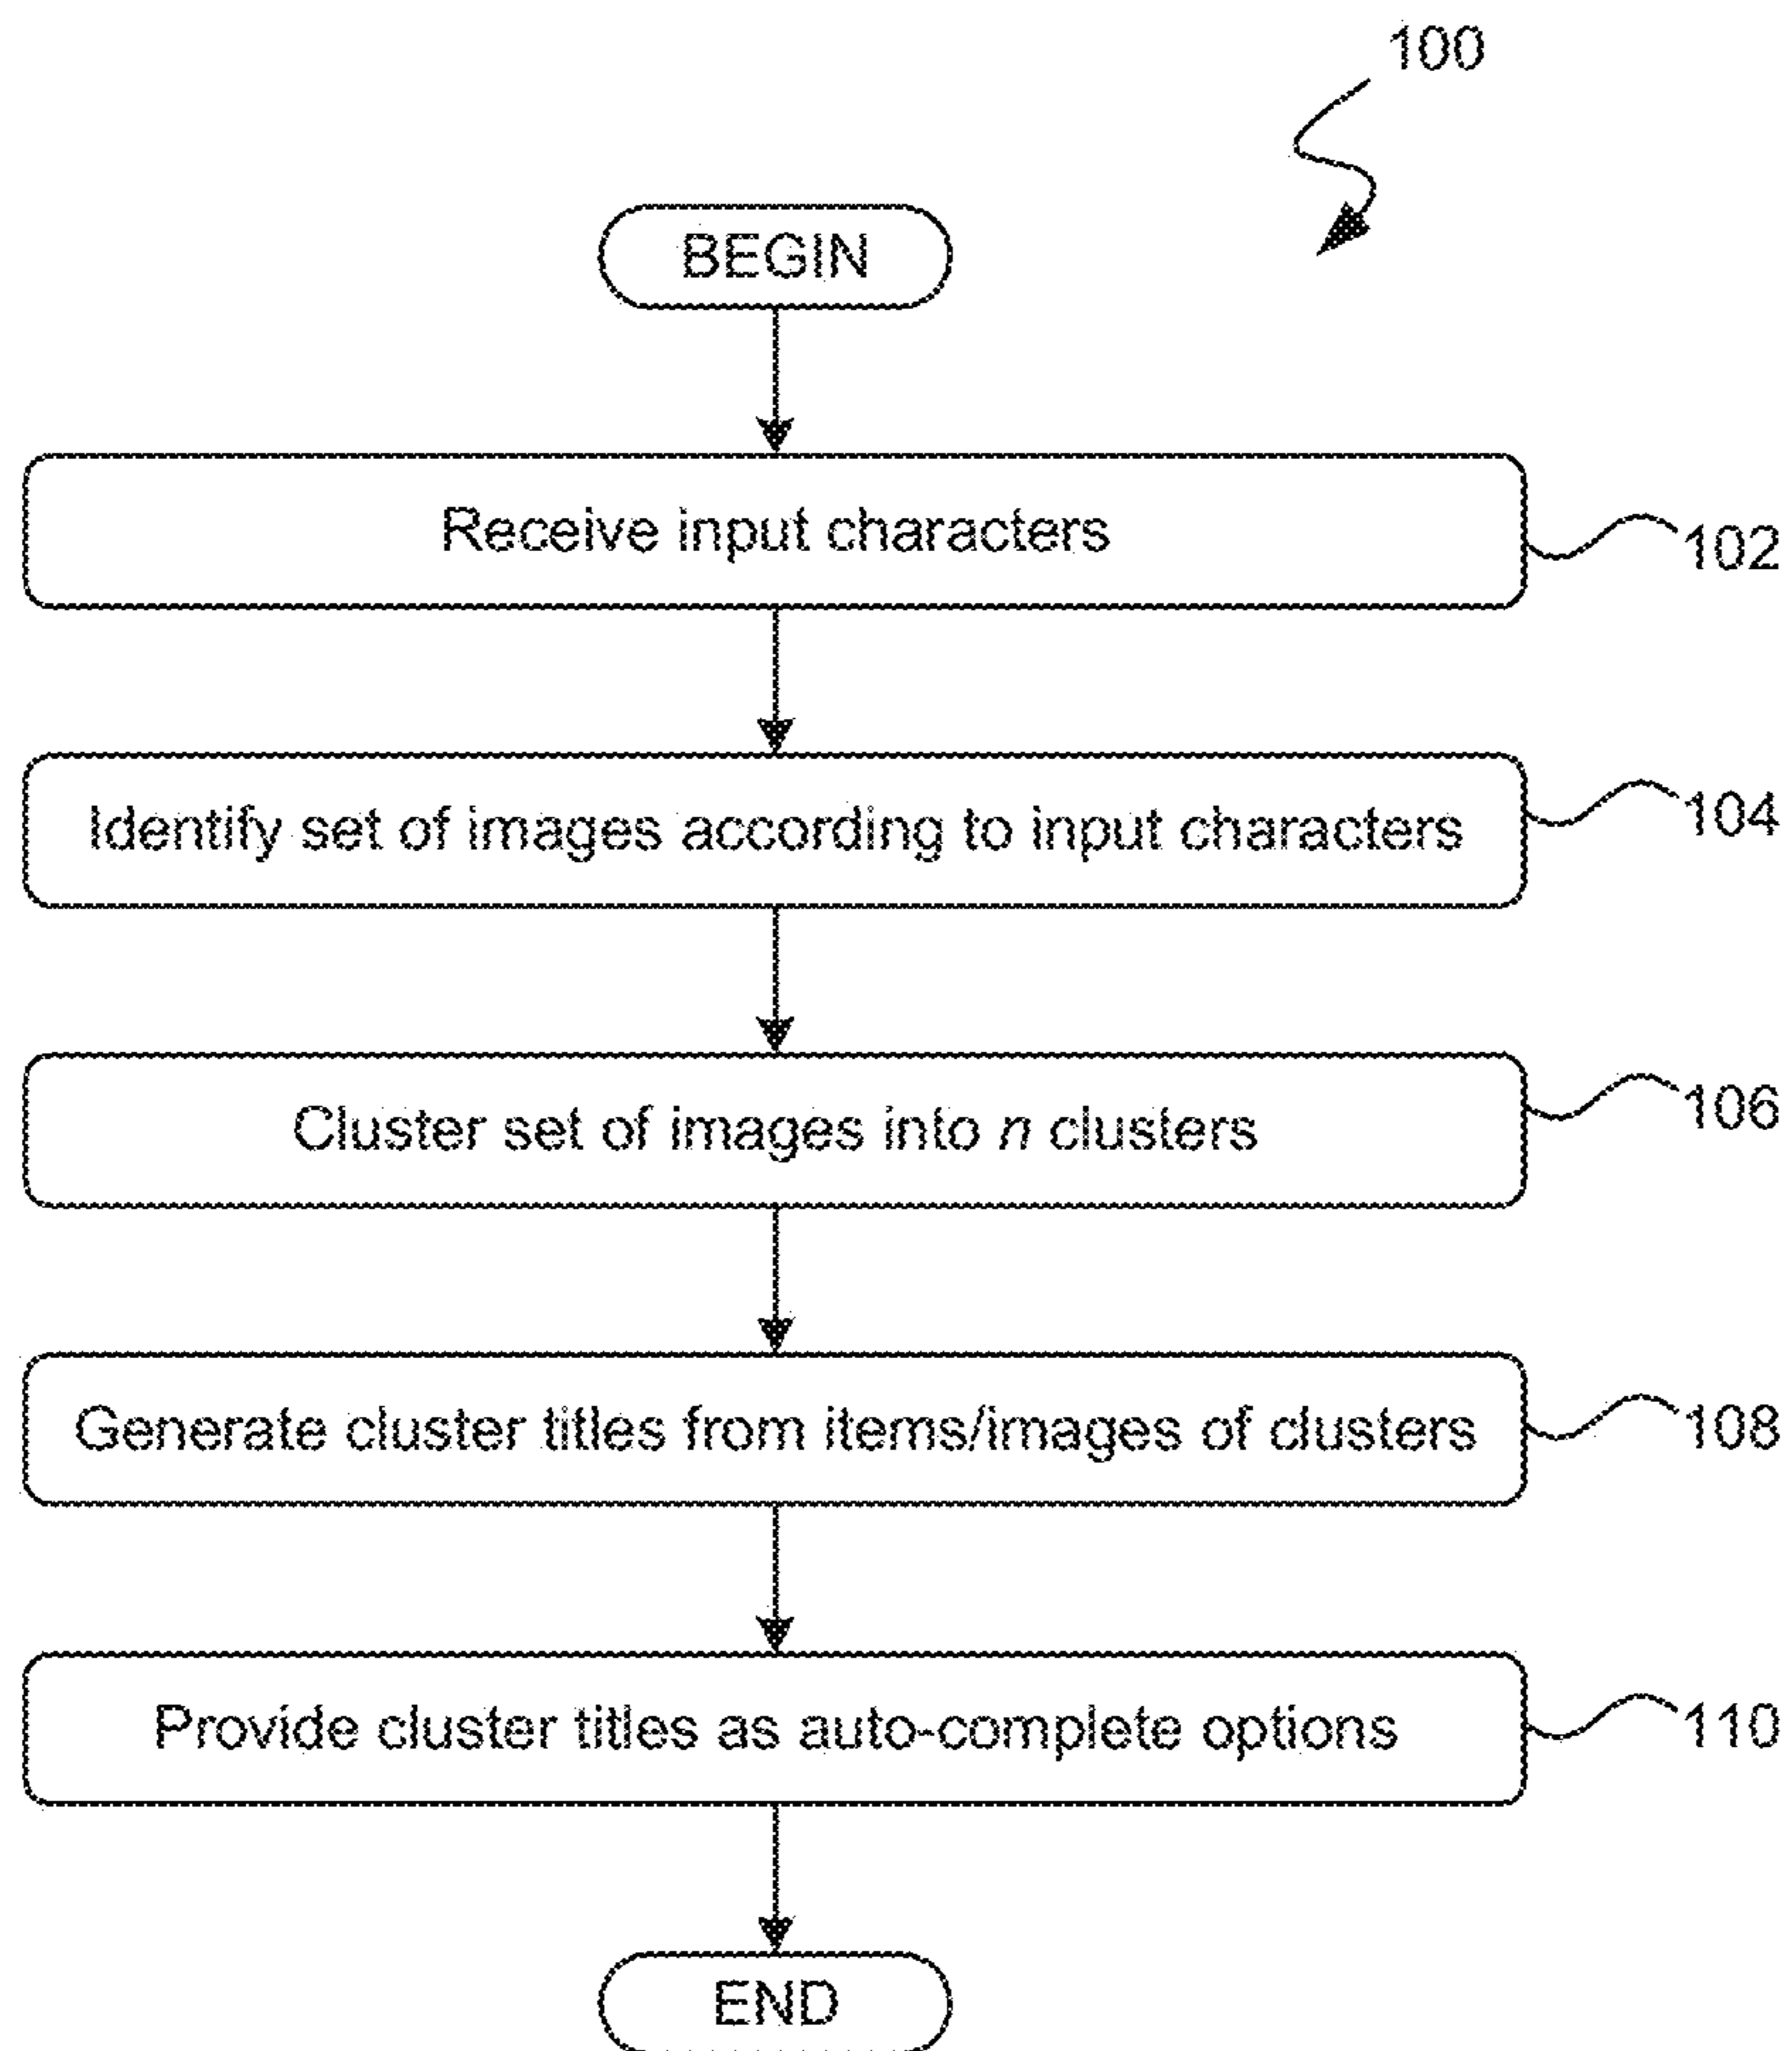 100
BEGIN
Receive input characters
102
Identify set of images according to input characters
104
Cluster set of images into n clusters
106
Generate cluster titles from items/images of clusters
108
Provide cluster titles as auto-complete options
110
END